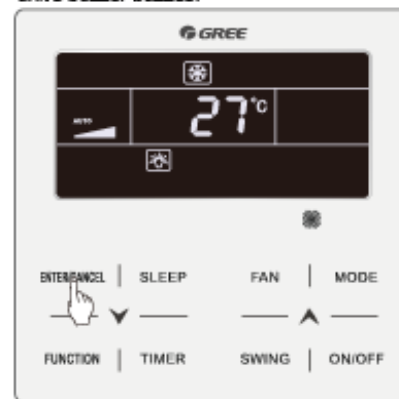 GREE
AUTO
27°C
ENTER/CANCEL SLEEP FAN MODE
FUNCTION TIMER SWING ON/OFF